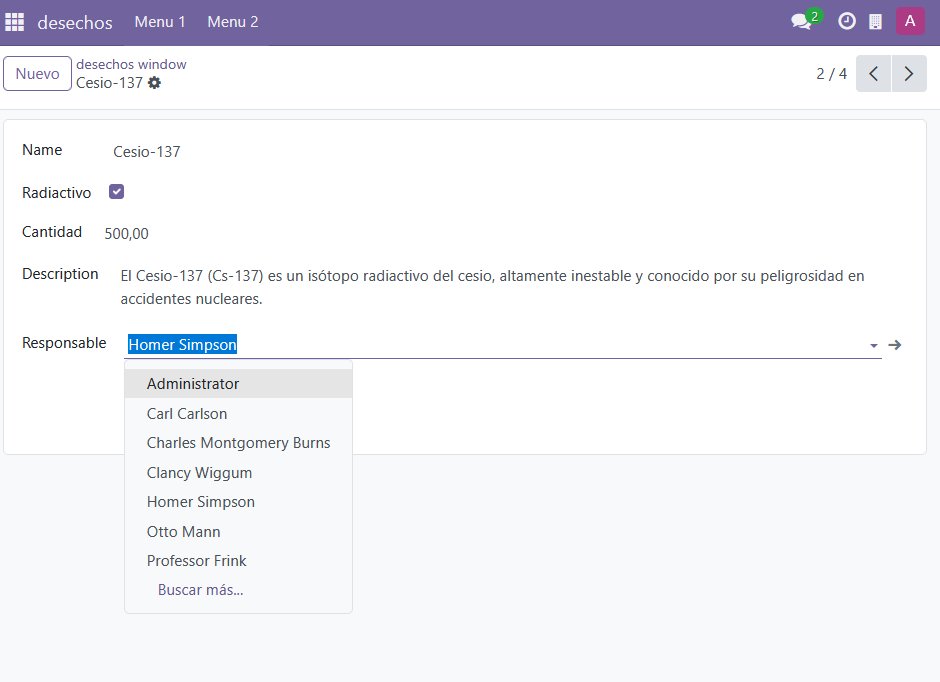 desechos Menu 1 Menu 2 2 A
Nuevo desechos window
Cesio-137 2 / 4
Name Cesio-137
Radiactivo
Cantidad 500,00
Description El Cesio-137 (Cs-137) es un isótopo radiactivo del cesio, altamente inestable y conocido por su peligrosidad en
accidentes nucleares.
Responsable Homer Simpson
Administrator
Carl Carlson
Charles Montgomery Burns
Clancy Wiggum
Homer Simpson
Otto Mann
Professor Frink
Buscar más...